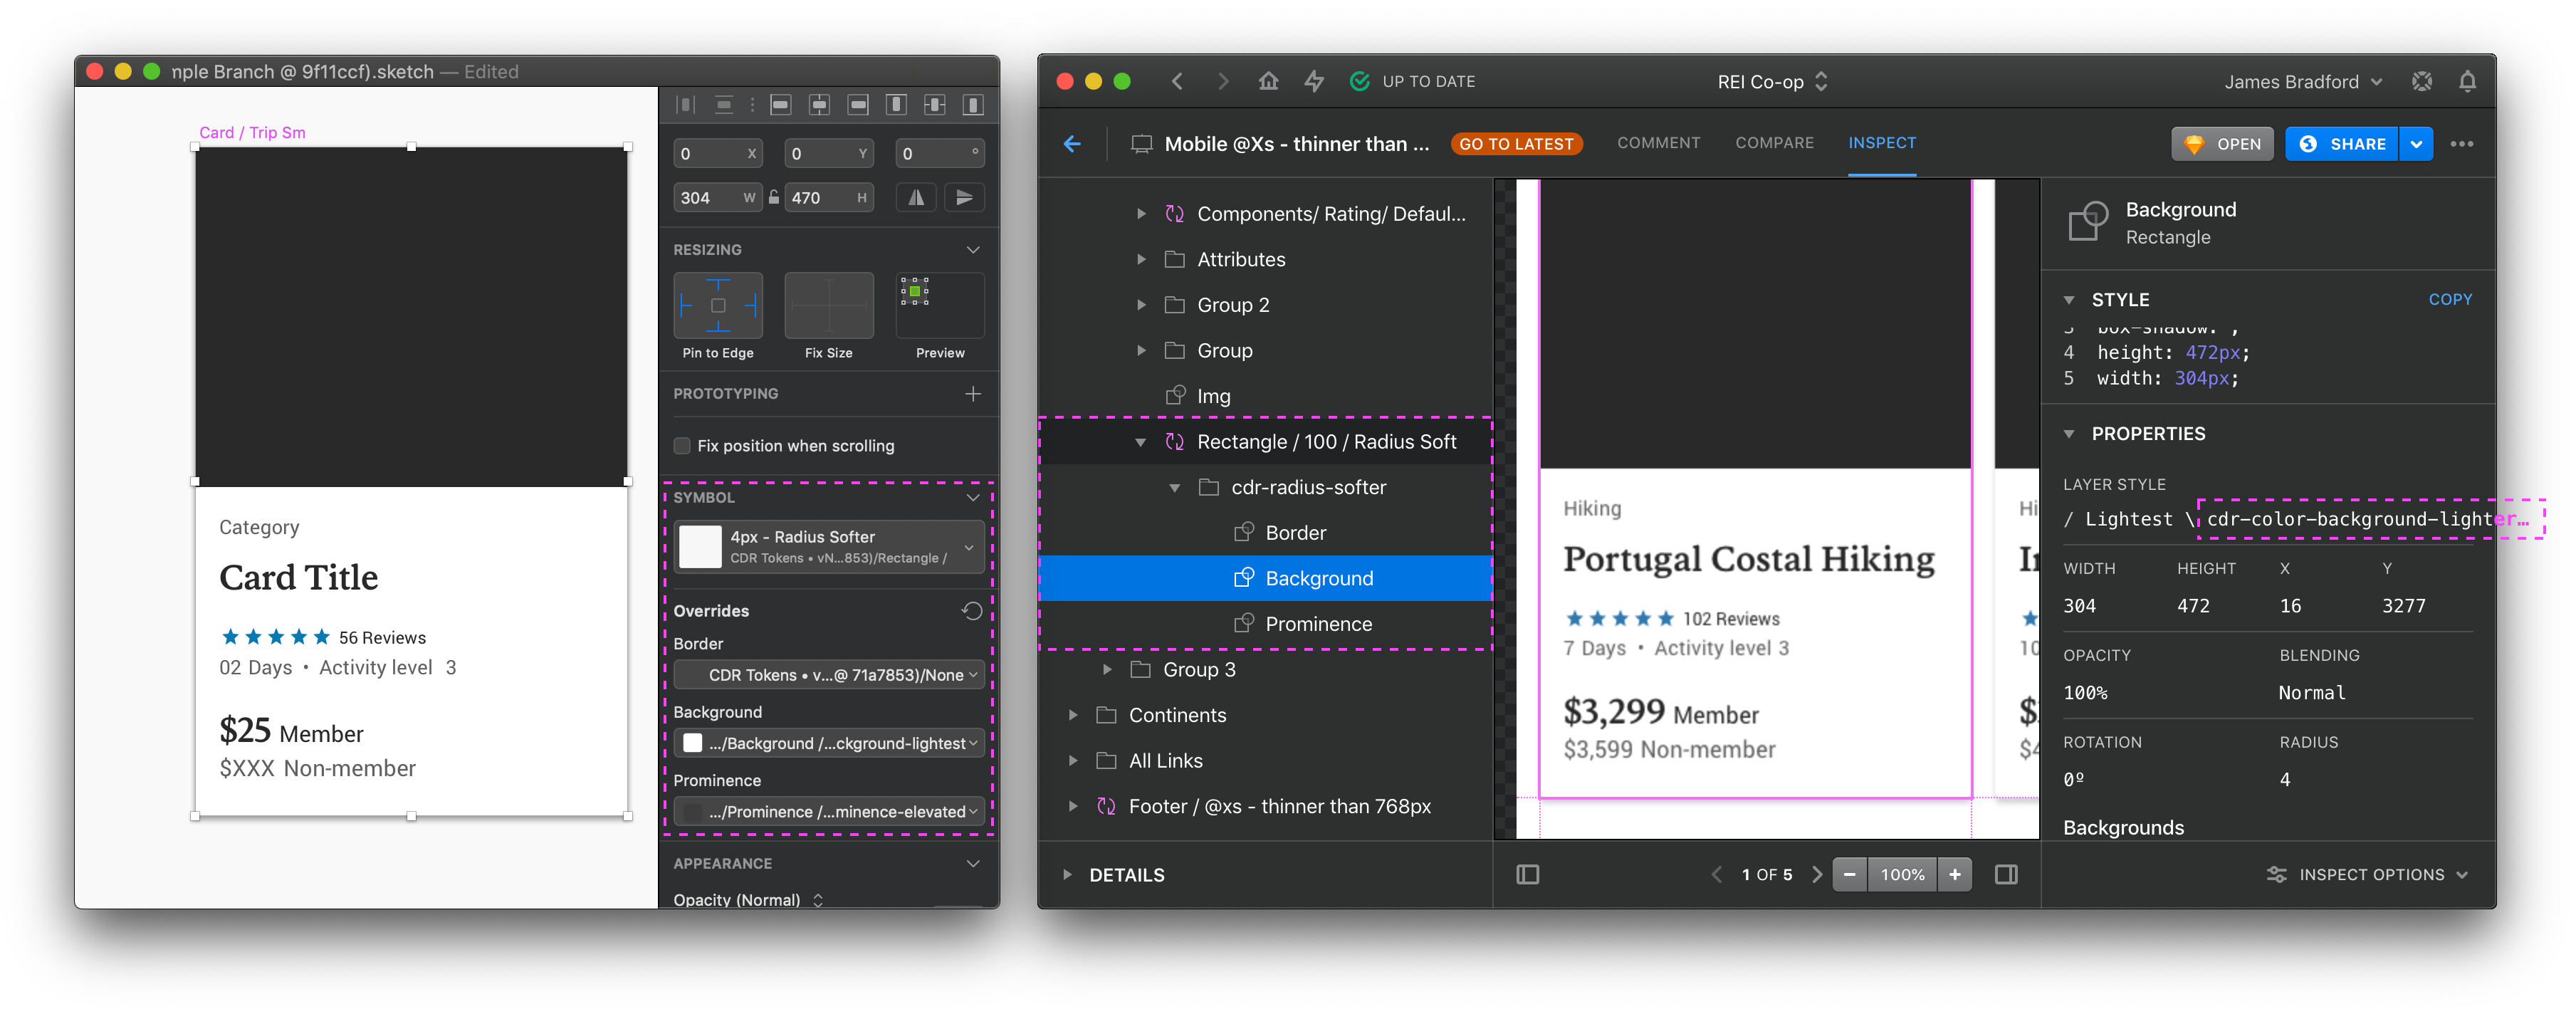 nple Branch @ 9f11ccf).sketch — Edited
Card / Trip Sm
Category
Card Title
56 Reviews
02 Days • Activity level 3
$25 Member
$XXX Non-member
0 X 0 Y 0 °
304 W 470 H
RESIZING
Pin to Edge Fix Size Preview
PROTOTYPING
Fix position when scrolling
SYMBOL
4px - Radius Softer
CDR Tokens • vN...853)/Rectangle /
Overrides
Border
CDR Tokens • v...@ 71a7853)/None
Background
.../Background /...ckground-lightest
Prominence
.../Prominence /...minence-elevated
APPEARANCE
Opacity (Normal)
UP TO DATE
REI Co-op
James Bradford
Mobile @Xs - thinner than ...
GO TO LATEST
COMMENT
COMPARE
INSPECT
OPEN
SHARE
Components/ Rating/ Defaul...
Attributes
Group 2
Group
Img
Rectangle / 100 / Radius Soft
cdr-radius-softer
Border
Background
Prominence
Group 3
Continents
All Links
Footer / @xs - thinner than 768px
DETAILS
Hiking
Portugal Costal Hiking
102 Reviews
7 Days • Activity level 3
$3,299 Member
$3,599 Non-member
Hi
10
$
$4
1 OF 5
100%
Background
Rectangle
STYLE COPY
3 box-shadow: ,
4 height: 472px;
5 width: 304px;
PROPERTIES
LAYER STYLE
/ Lightest \ cdr-color-background-lighter...
WIDTH HEIGHT X Y
304 472 16 3277
OPACITY BLENDING
100% Normal
ROTATION RADIUS
0º 4
Backgrounds
INSPECT OPTIONS